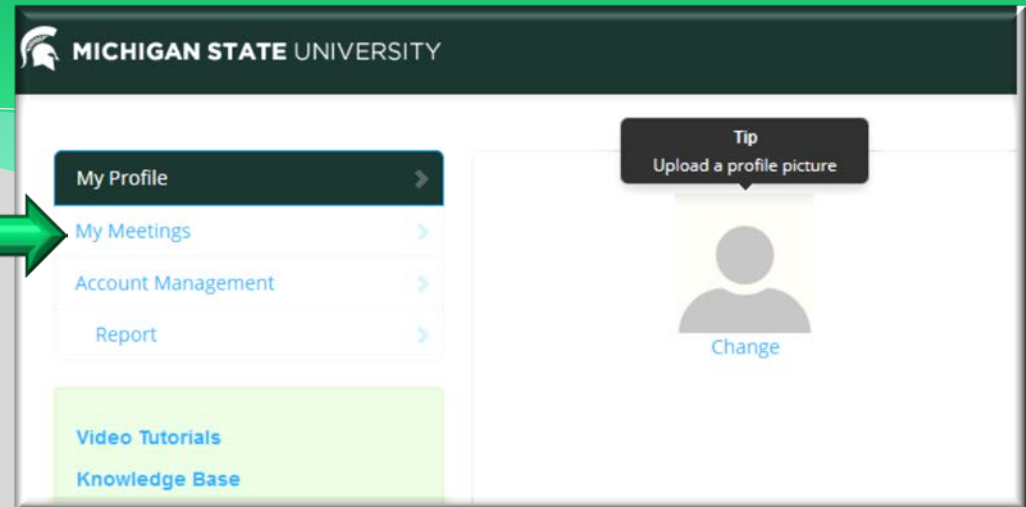 MICHIGAN STATE UNIVERSITY
My Profile
My Meetings
Account Management
Report
Video Tutorials
Knowledge Base
Tip
Upload a profile picture
Change